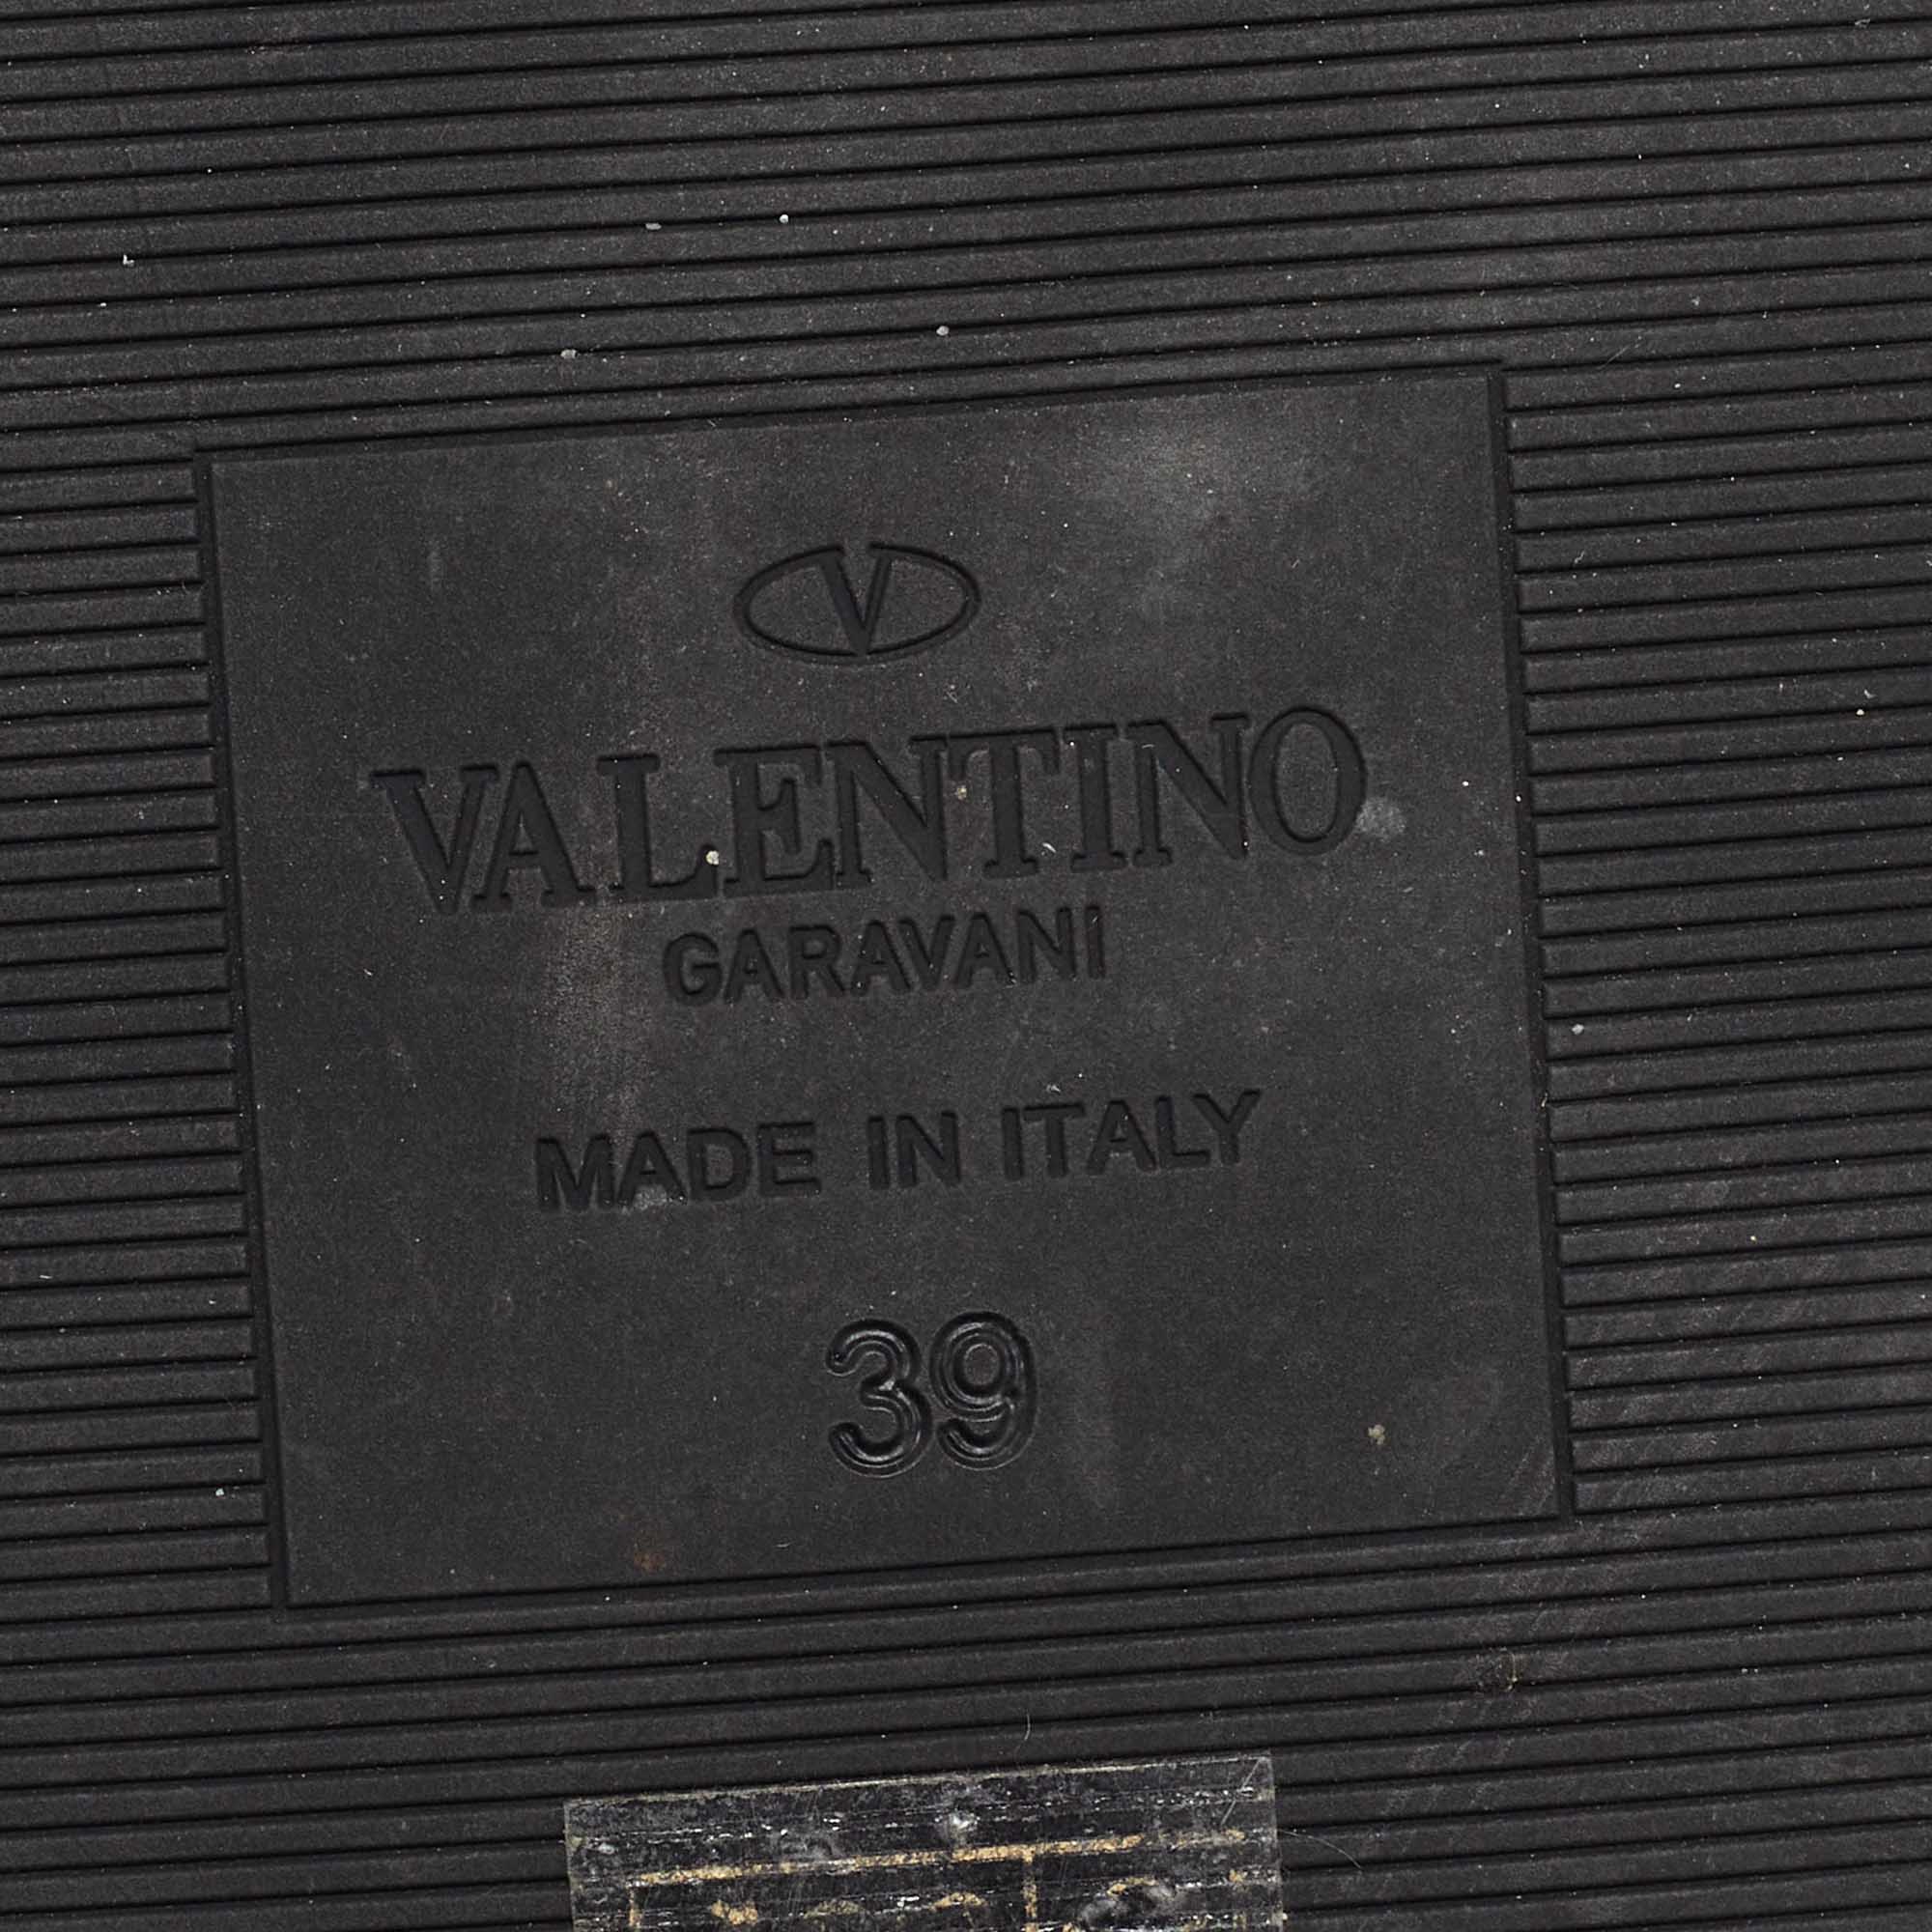 V
VALENTINO
GARAVANI
MADE IN ITALY
39